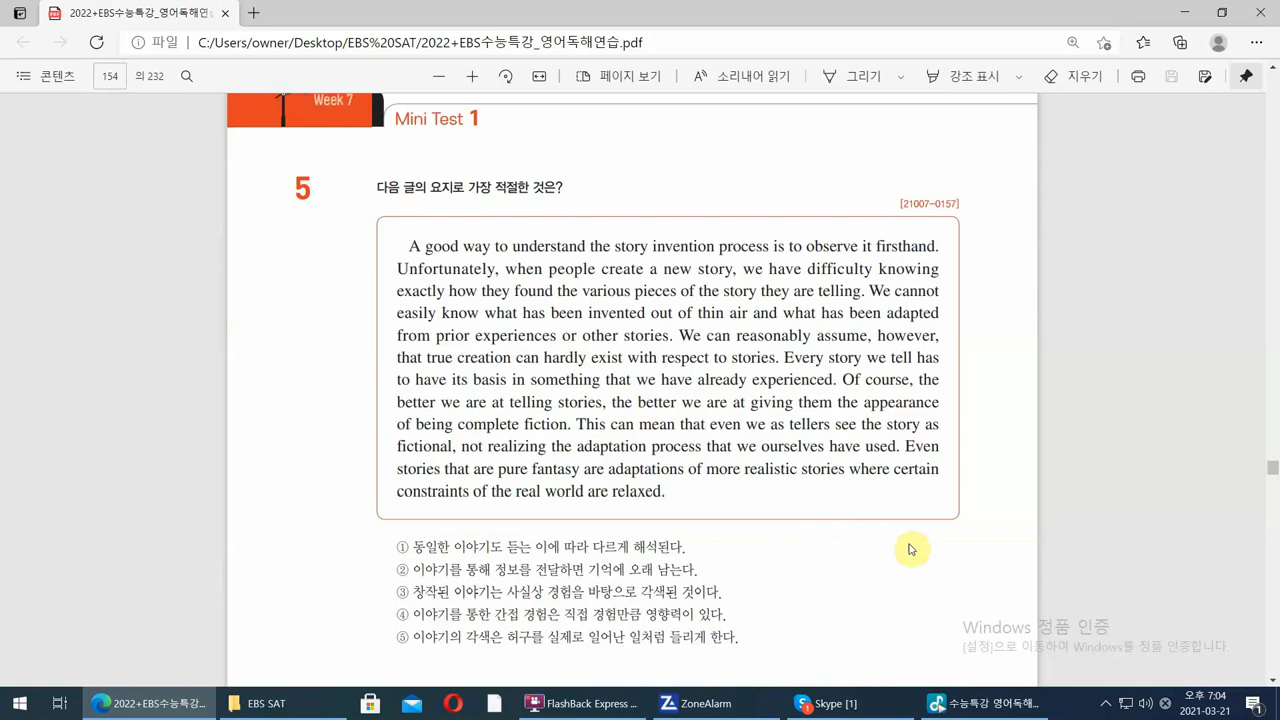 2022+EBS수능특강_영어독해연습
파일
C:/Users/owner/Desktop/EBS%20SAT/2022+EBS수능특강_영어독해연습.pdf
콘텐츠
154
의 232
페이지 보기
소리내어 읽기
그리기
강조 표시
지우기
Week 7
Mini Test 1
5
다음 글의 요지로 가장 적절한 것은?
[21007-0157]
A good way to understand the story invention process is to observe it firsthand.
Unfortunately, when people create a new story, we have difficulty knowing
exactly how they found the various pieces of the story they are telling. We cannot
easily know what has been invented out of thin air and what has been adapted
from prior experiences or other stories. We can reasonably assume, however,
that true creation can hardly exist with respect to stories. Every story we tell has
to have its basis in something that we have already experienced. Of course, the
better we are at telling stories, the better we are at giving them the appearance
of being complete fiction. This can mean that even we as tellers see the story as
fictional, not realizing the adaptation process that we ourselves have used. Even
stories that are pure fantasy are adaptations of more realistic stories where certain
constraints of the real world are relaxed.
① 동일한 이야기도 듣는 이에 따라 다르게 해석된다.
② 이야기를 통해 정보를 전달하면 기억에 오래 남는다.
③ 창작된 이야기는 사실상 경험을 바탕으로 각색된 것이다.
④ 이야기를 통한 간접 경험은 직접 경험만큼 영향력이 있다.
⑤ 이야기의 각색은 허구를 실제로 일어난 일처럼 들리게 한다.
Windows 정품 인증
[설정]으로 이동하여 Windows를 정품 인증합니다.
2022+EBS수능특강_...
EBS SAT
FlashBack Express ...
ZoneAlarm
Skype [1]
수능특강 영어독해...
오후 7:04
2021-03-21